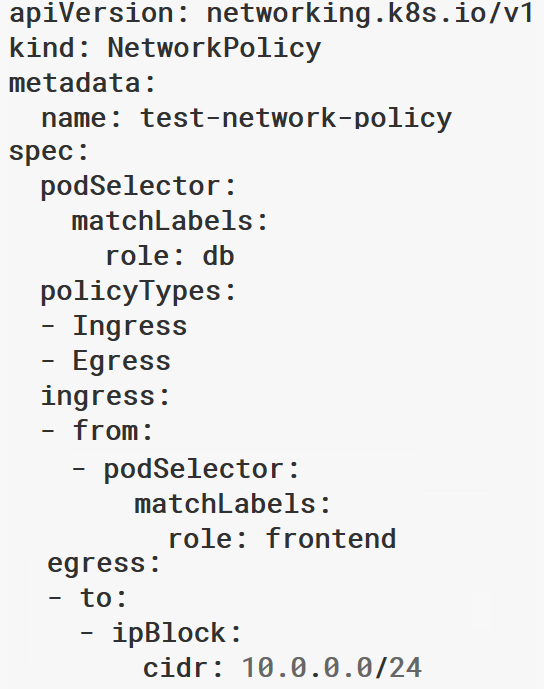 apiVersion: networking.k8s.io/v1
kind: NetworkPolicy
metadata:
  name: test-network-policy
spec:
  podSelector:
    matchLabels:
      role: db
  policyTypes:
  - Ingress
  - Egress
  ingress:
  - from:
    - podSelector:
        matchLabels:
          role: frontend
  egress:
  - to:
    - ipBlock:
        cidr: 10.0.0.0/24